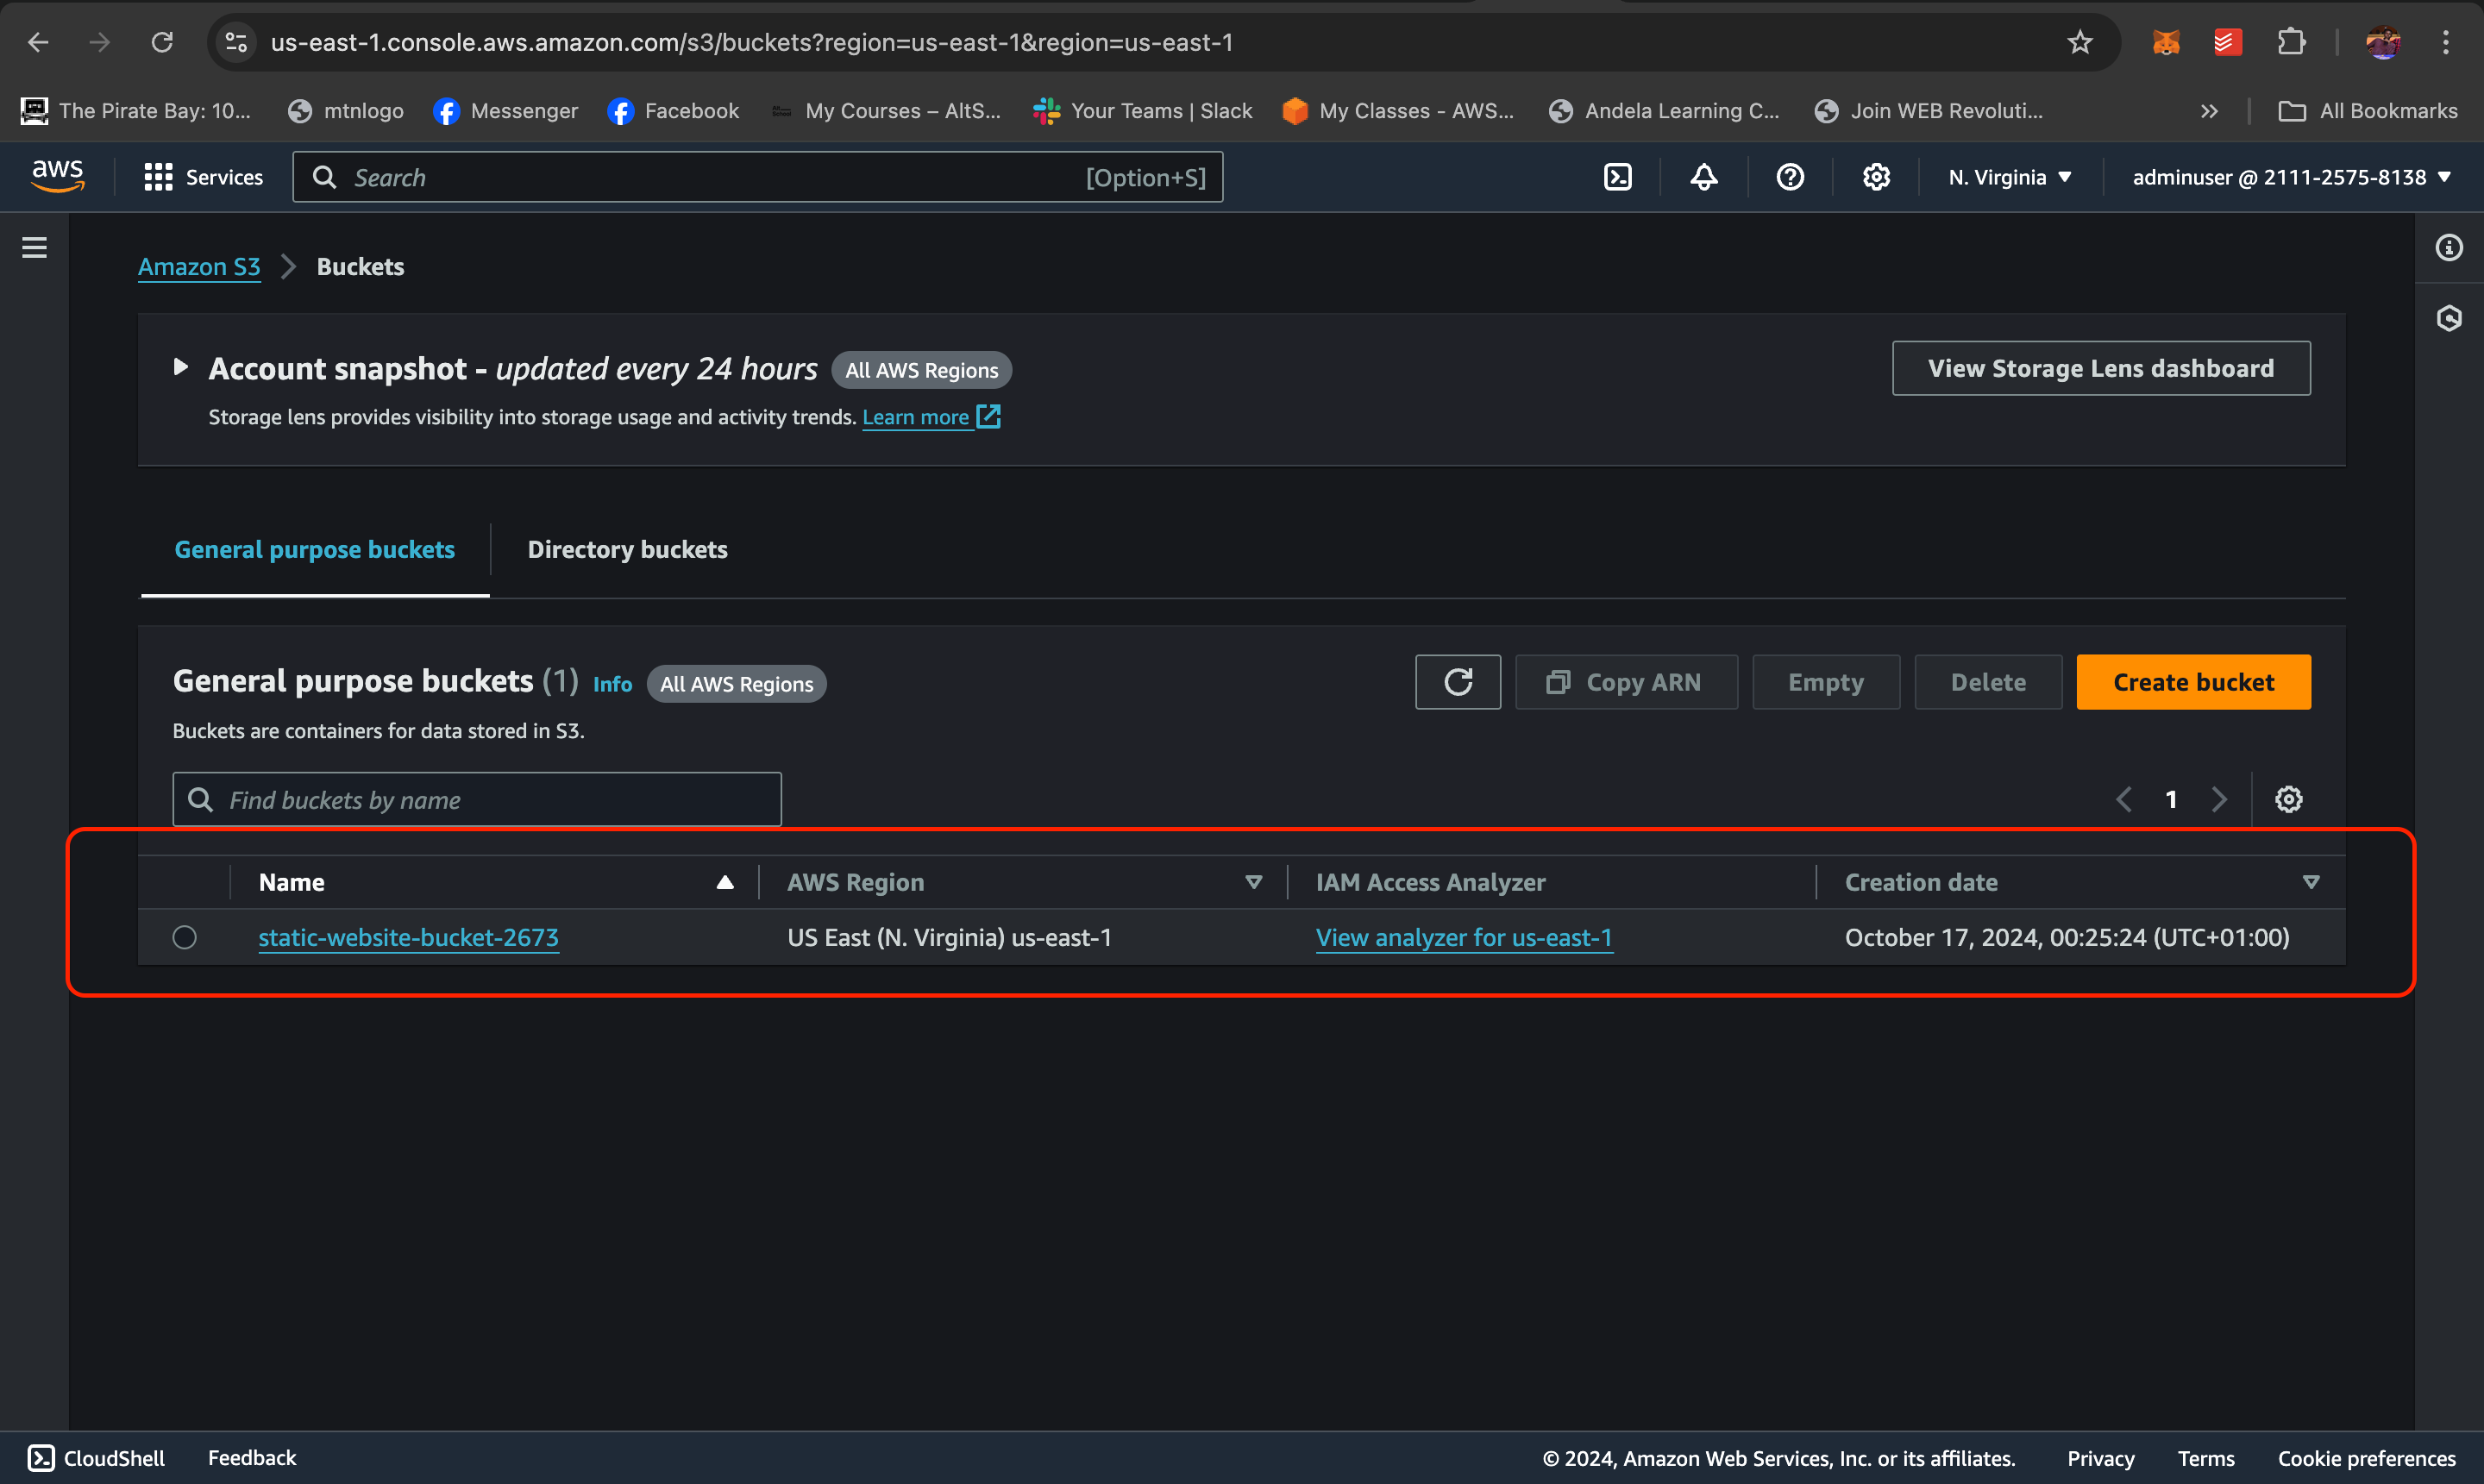 us-east-1.console.aws.amazon.com/s3/buckets?region=us-east-1&region=us-east-1
The Pirate Bay: 10... mtnlogo Messenger Facebook My Courses – AltS... Your Teams | Slack My Classes - AWS... Andela Learning C... Join WEB Revoluti... All Bookmarks
aws Services Search [Option+S] N. Virginia adminuser @ 2111-2575-8138
Amazon S3 Buckets
Account snapshot - updated every 24 hours All AWS Regions View Storage Lens dashboard
Storage lens provides visibility into storage usage and activity trends. Learn more
General purpose buckets Directory buckets
General purpose buckets (1) Info All AWS Regions Copy ARN Empty Delete Create bucket
Buckets are containers for data stored in S3.
Find buckets by name 1
Name AWS Region IAM Access Analyzer Creation date
static-website-bucket-2673 US East (N. Virginia) us-east-1 View analyzer for us-east-1 October 17, 2024, 00:25:24 (UTC+01:00)
CloudShell Feedback © 2024, Amazon Web Services, Inc. or its affiliates. Privacy Terms Cookie preferences